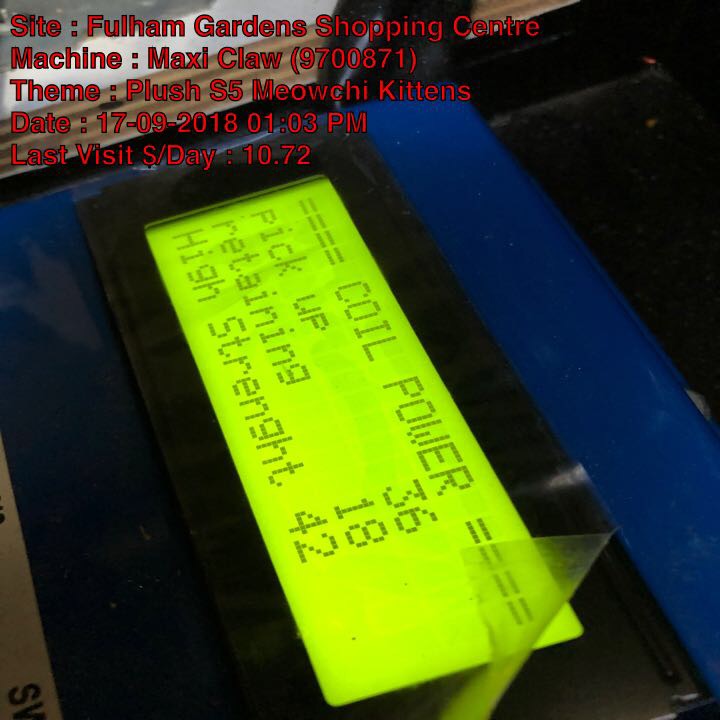 Site : Fulham Gardens Shopping Centre
Machine : Maxi Claw (9700871)
Theme : Plush S5 Meowchi Kittens
Date : 17-09-2018 01:03 PM
Last Visit $/Day : 10.72
==== COIL POWER ====
Pick up 36
retaining 18
High Strenght 42